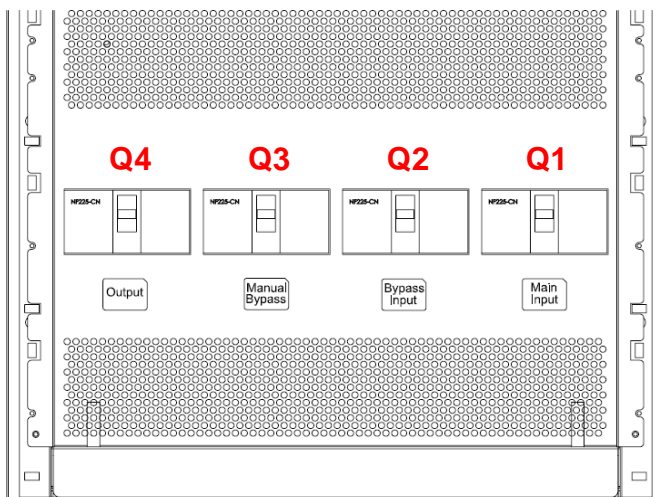 Q4 Q3 Q2 Q1
NF225-CN NF225-CN NF225-CN NF225-CN
Output
Manual
Bypass
Bypass
Input
Main
Input